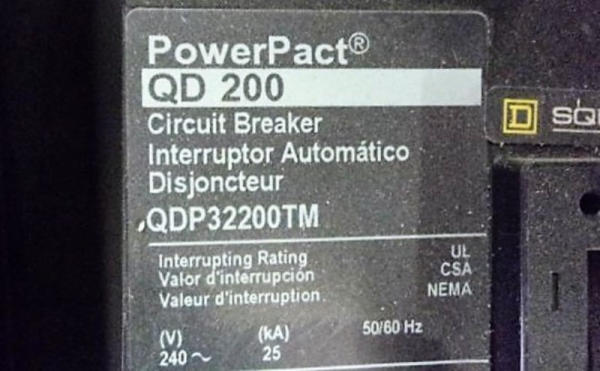 PowerPact®
QD 200
Circuit Breaker
Interruptor Automático
Disjoncteur
QDP32200TM
Interrupting Rating
Valor d'interrupción
Valeur d'interruption
UL
CSA
NEMA
(V) (kA) 50/60 Hz
240 ~ 25